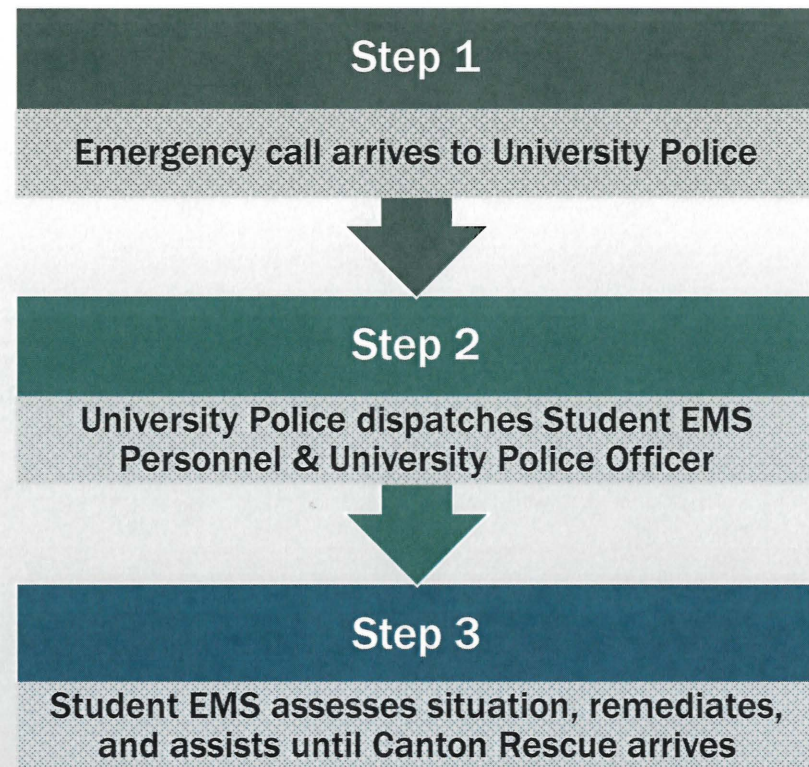 Step 1
Emergency call arrives to University Police
Step 2
University Police dispatches Student EMS
Personnel & University Police Officer
Step 3
Student EMS assesses situation, remediates,
and assists until Canton Rescue arrives